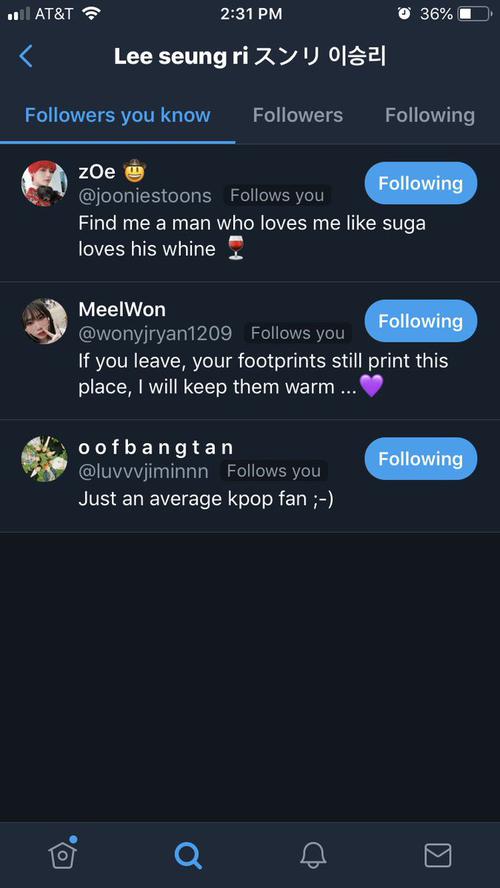 AT&T 2:31 PM 36%
Lee seung ri スンリ 이승리
Followers you know Followers Following
zOe 🤠 Following
@jooniestoons Follows you
Find me a man who loves me like suga
loves his whine 🍷
MeelWon Following
@wonyjryan1209 Follows you
If you leave, your footprints still print this
place, I will keep them warm ...💜
o o f b a n g t a n Following
@luvvvjiminnn Follows you
Just an average kpop fan ;-)